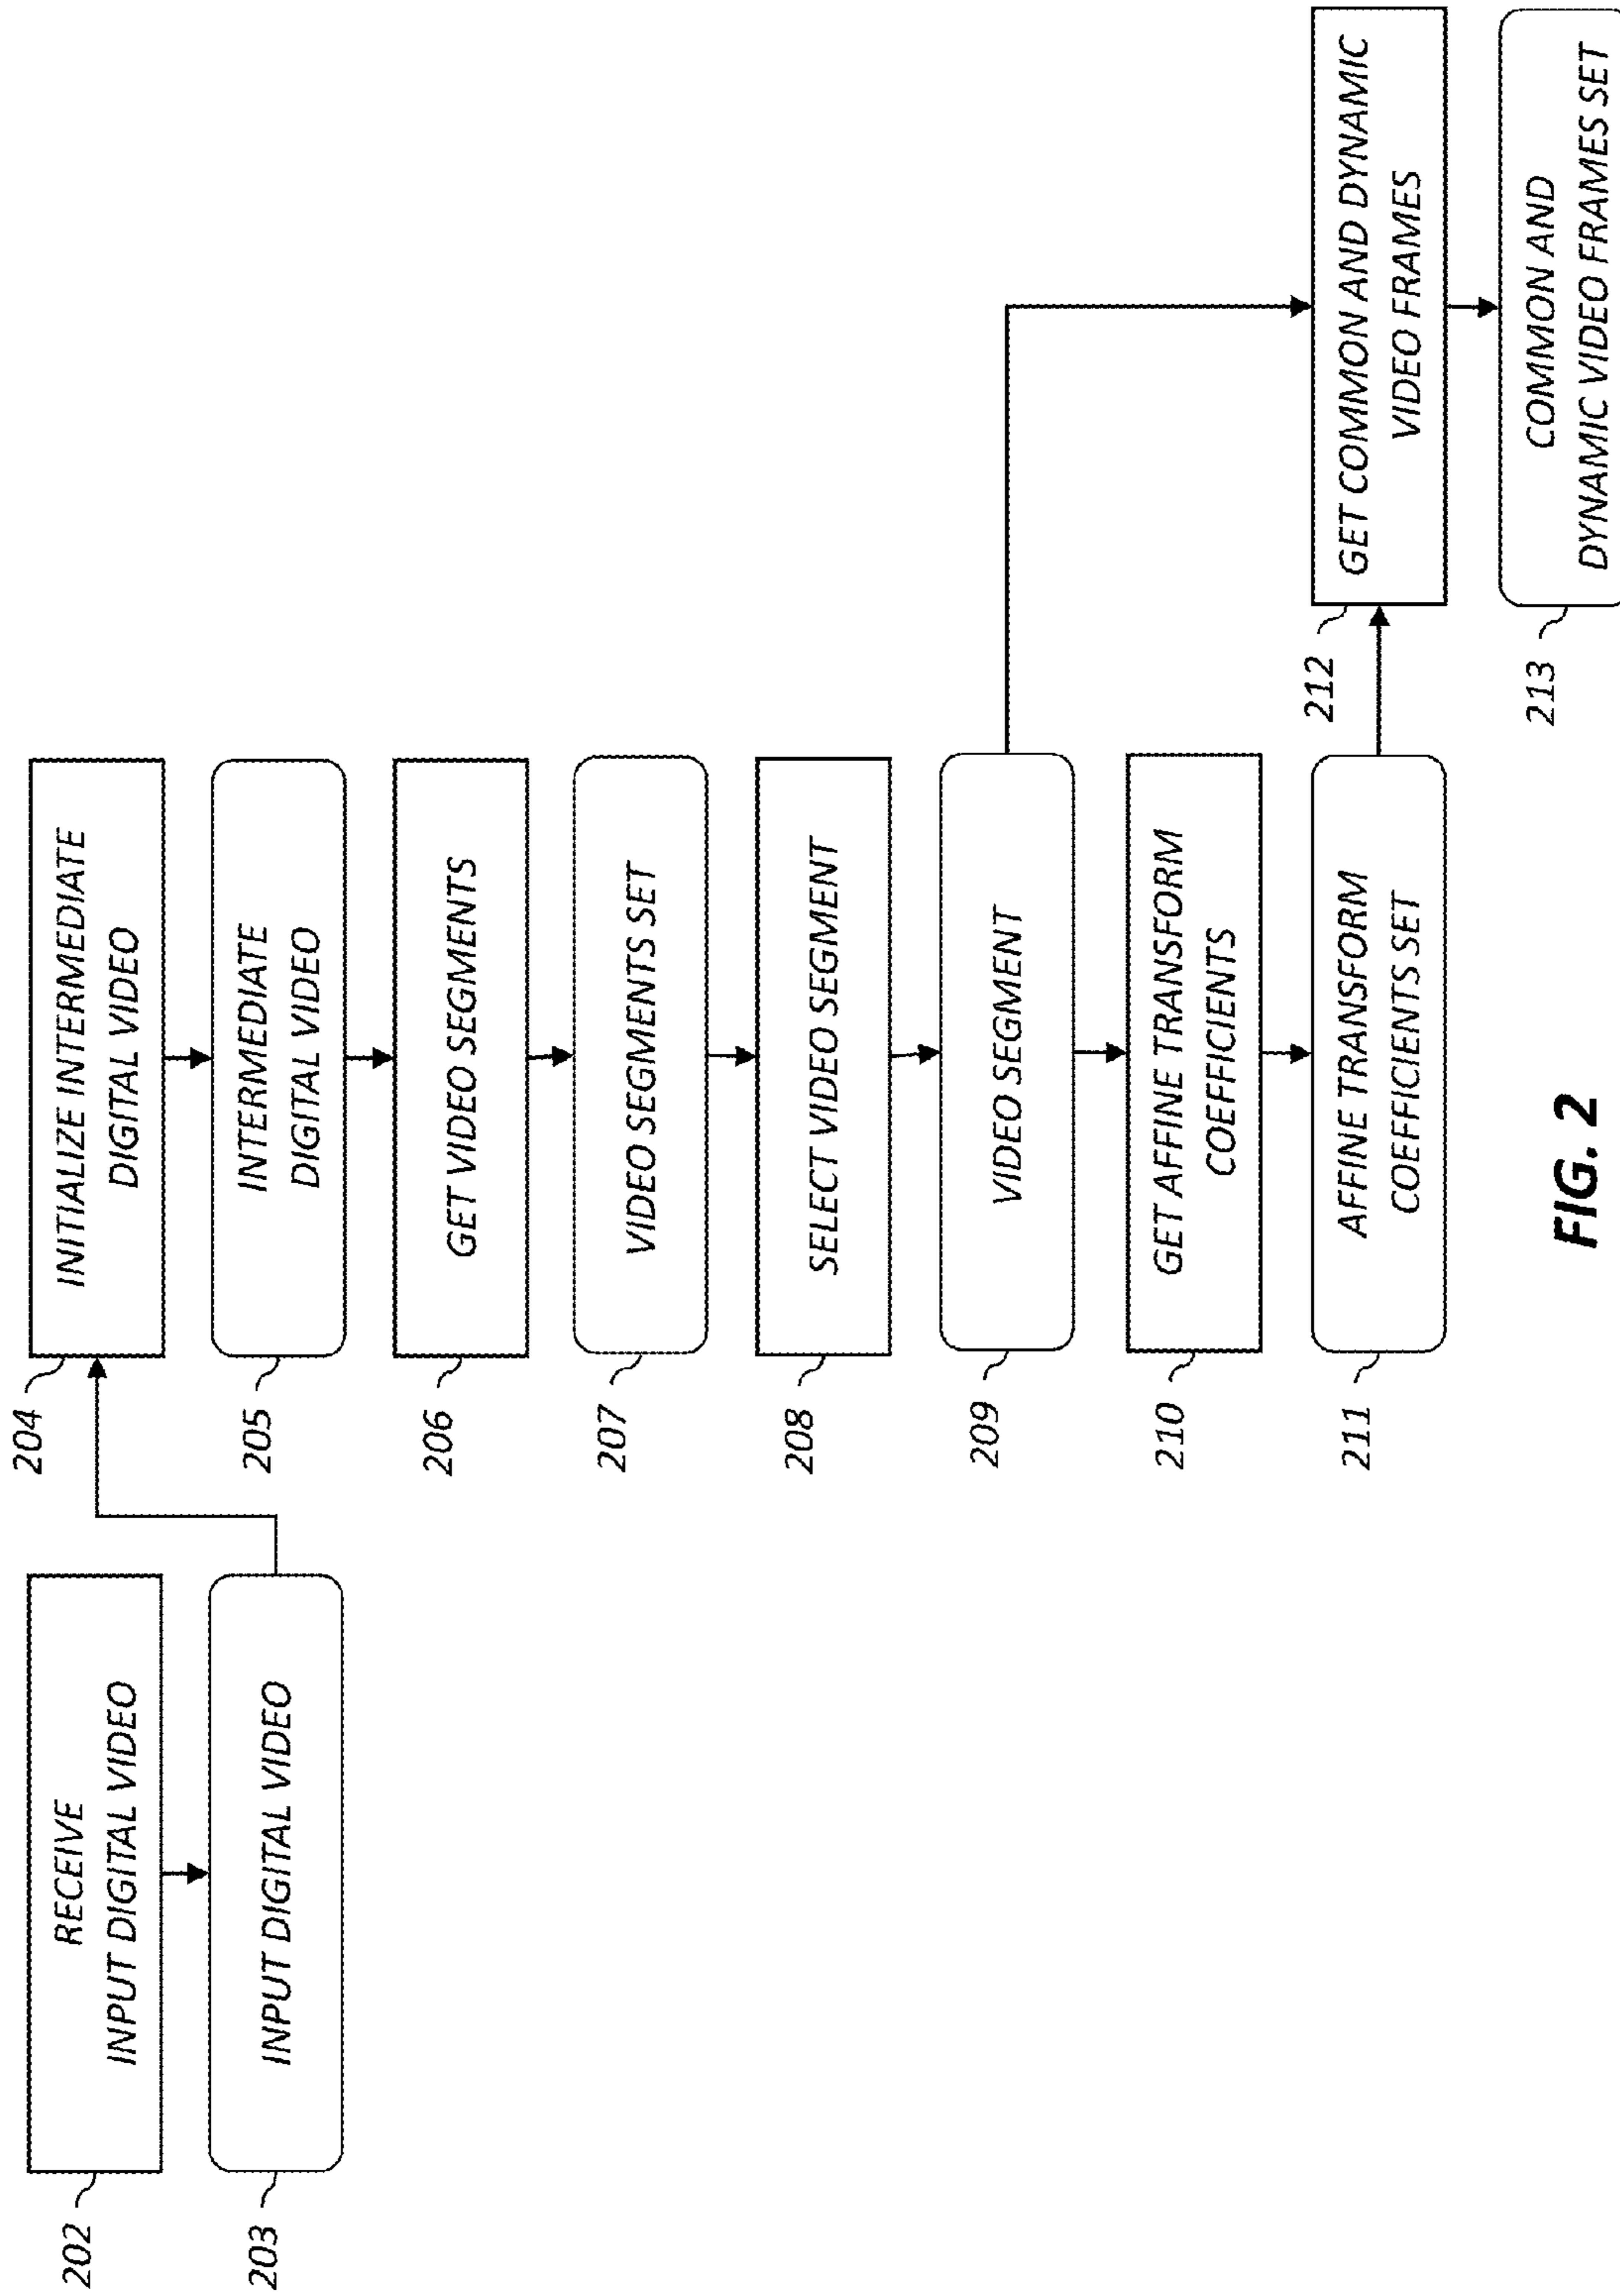 202
RECEIVE
INPUT DIGITAL VIDEO
203
INPUT DIGITAL VIDEO
204
INITIALIZE INTERMEDIATE
DIGITAL VIDEO
205
INTERMEDIATE
DIGITAL VIDEO
206
GET VIDEO SEGMENTS
207
VIDEO SEGMENTS SET
208
SELECT VIDEO SEGMENT
209
VIDEO SEGMENT
210
GET AFFINE TRANSFORM
COEFFICIENTS
211
AFFINE TRANSFORM
COEFFICIENTS SET
212
GET COMMON AND DYNAMIC
VIDEO FRAMES
213
COMMON AND
DYNAMIC VIDEO FRAMES SET
FIG. 2